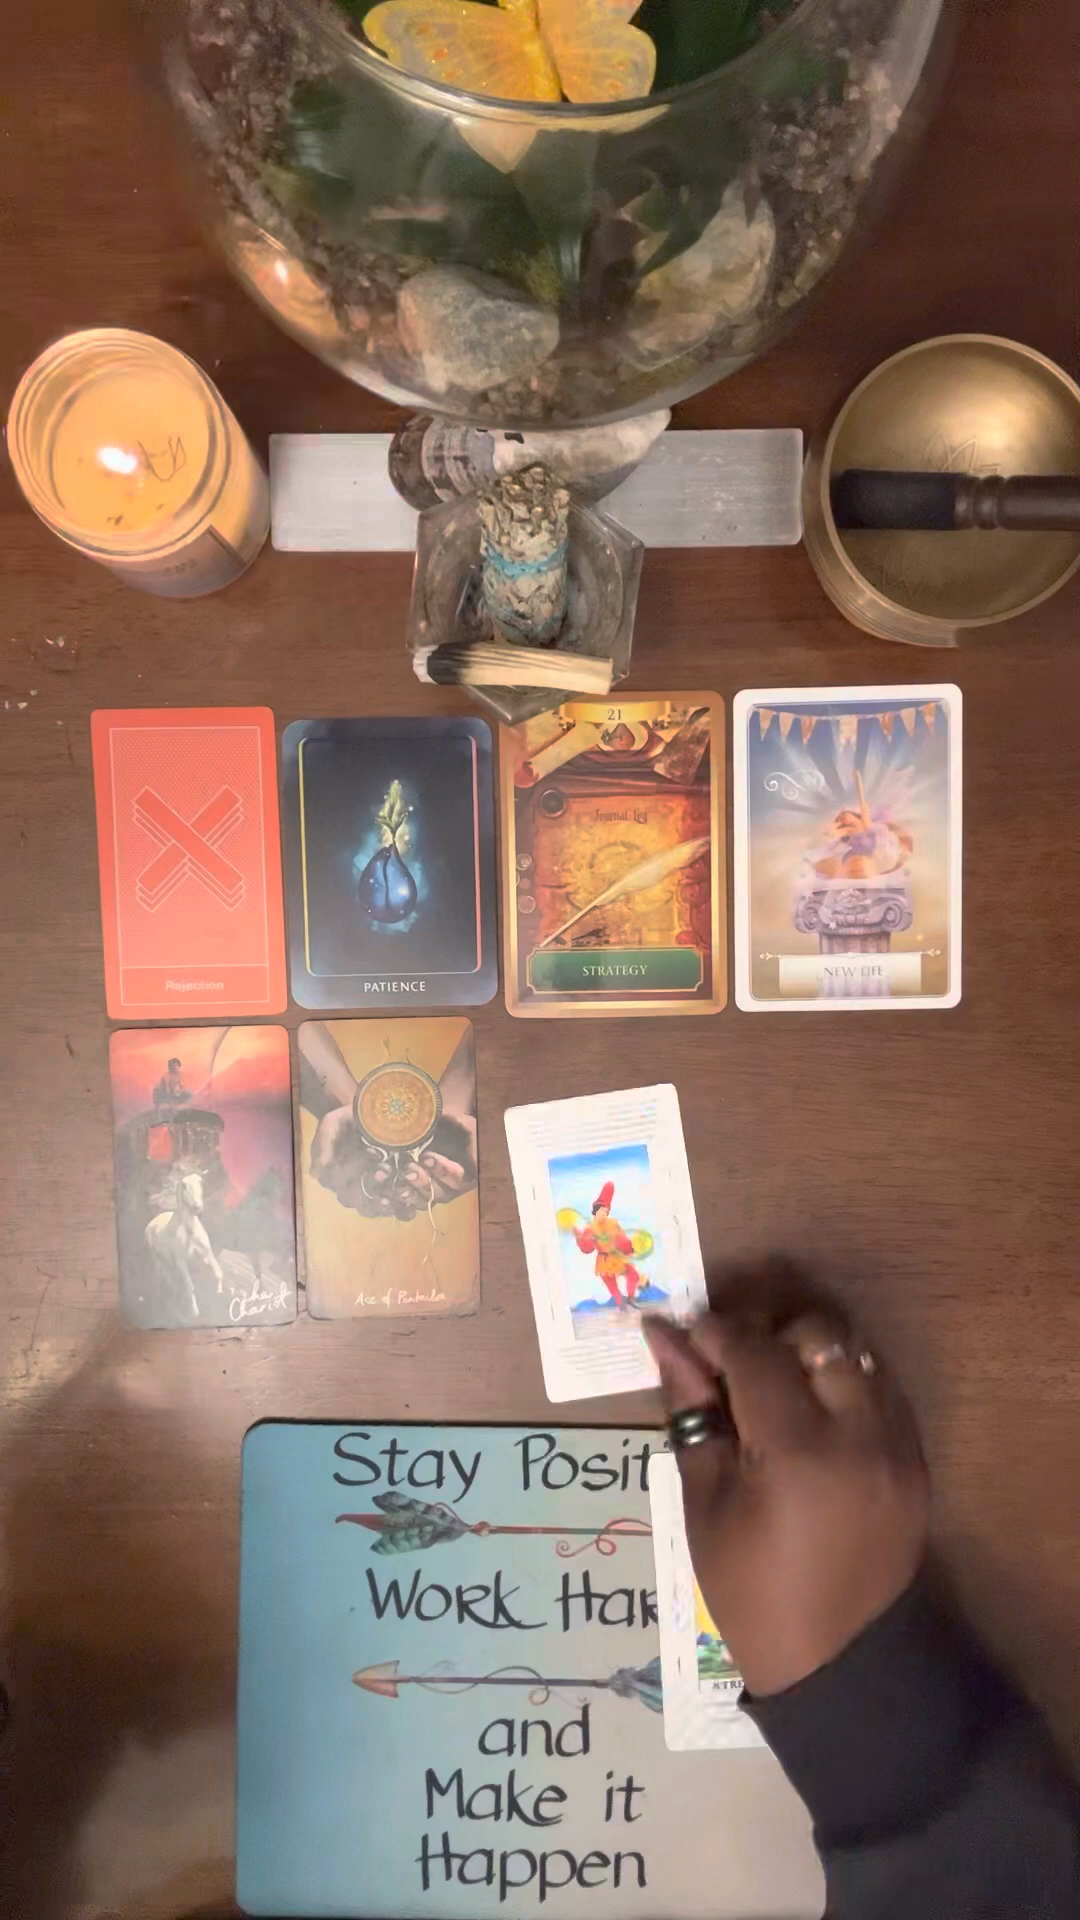 21
Journal Log
Rejection
PATIENCE
STRATEGY
NEW LIFE
The
Chariot
Ace of Pentacles
Stay Posit
Work Har
STRE
and
Make it
Happen